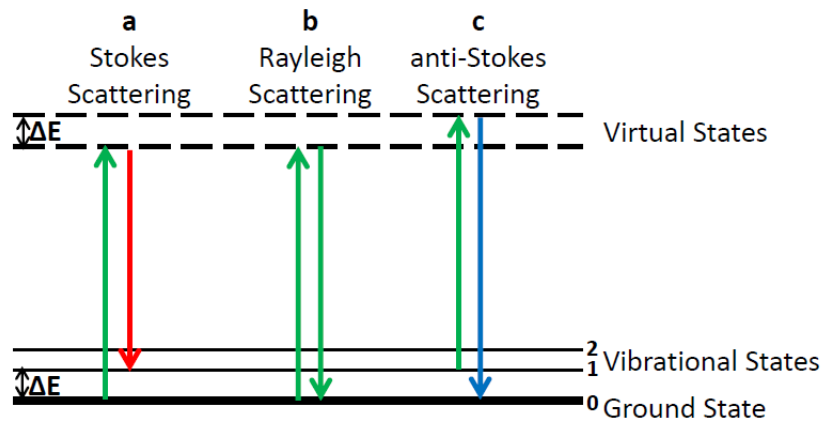 a
Stokes
Scattering
b
Rayleigh
Scattering
c
anti-Stokes
Scattering
ΔE
Virtual States
2
1
Vibrational States
ΔE
0
Ground State